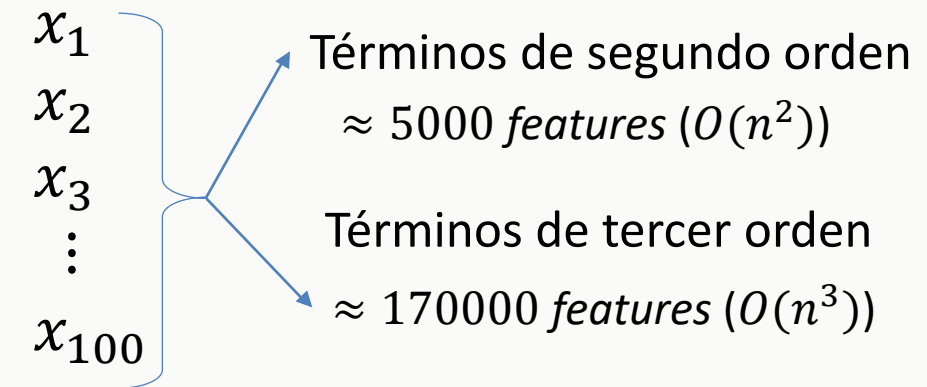 x₁
x₂
x₃
⋮
x₁₀₀
Términos de segundo orden
≈ 5000 features (O(n²))
Términos de tercer orden
≈ 170000 features (O(n³))